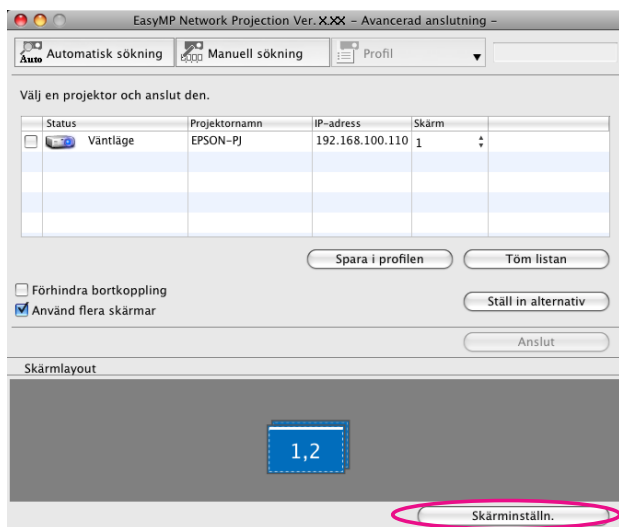 EasyMP Network Projection Ver. X.XX – Avancerad anslutning –
Auto Automatisk sökning Manuell sökning Profil
Välj en projektor och anslut den.
Status Projektornamn IP-adress Skärm
Väntläge EPSON-PJ 192.168.100.110 1
Spara i profilen Töm listan
Förhindra bortkoppling
Ställ in alternativ
Använd flera skärmar
Anslut
Skärmlayout
1,2
Skärminställn.